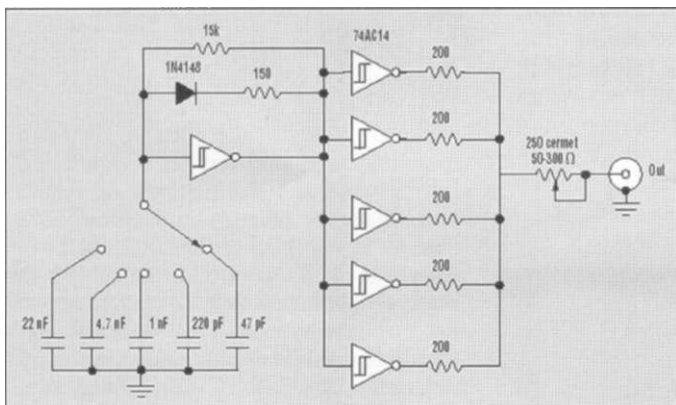 15k
74AC14
1N4148
150
200
200
250 cermet
50-300 Ω
Out
200
200
22 nF
4.7 nF
1 nF
220 pF
47 pF
200